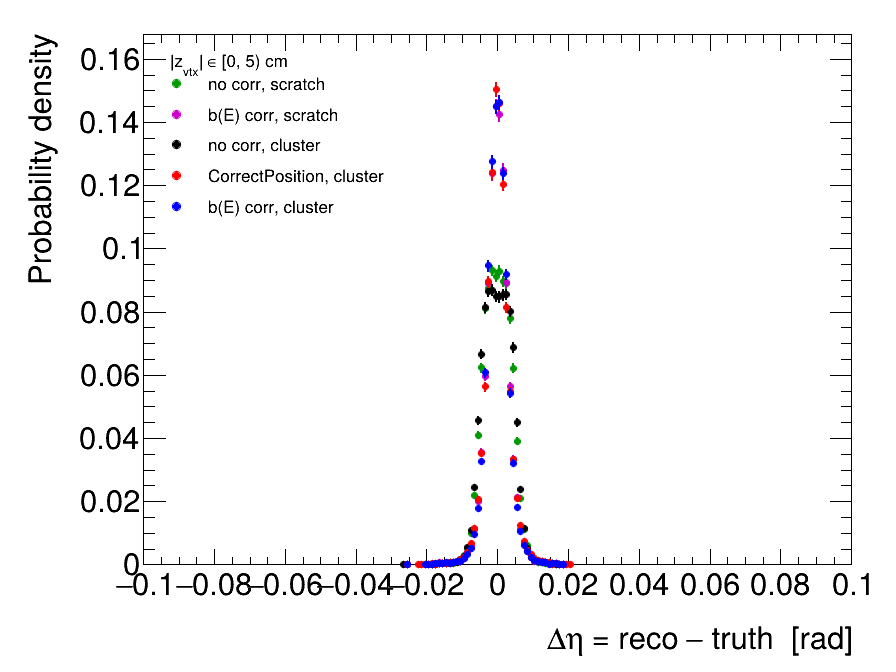 Probability density
|z_vtx| ∈ [0, 5) cm
no corr, scratch
b(E) corr, scratch
no corr, cluster
CorrectPosition, cluster
b(E) corr, cluster
0.16
0.14
0.12
0.1
0.08
0.06
0.04
0.02
0
−0.1 −0.08 −0.06 −0.04 −0.02 0 0.02 0.04 0.06 0.08 0.1
Δη = reco − truth [rad]